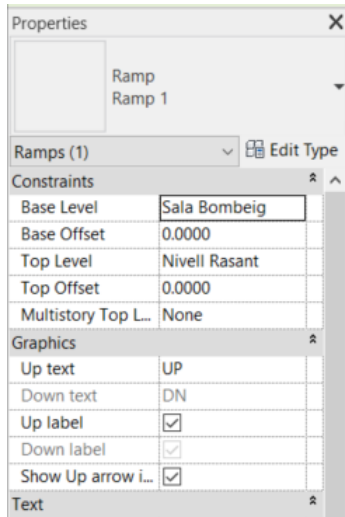 Properties X
Ramp
Ramp 1
Ramps (1) Edit Type
Constraints
Base Level Sala Bombeig
Base Offset 0.0000
Top Level Nivell Rasant
Top Offset 0.0000
Multistory Top L... None
Graphics
Up text UP
Down text DN
Up label
Down label
Show Up arrow i...
Text